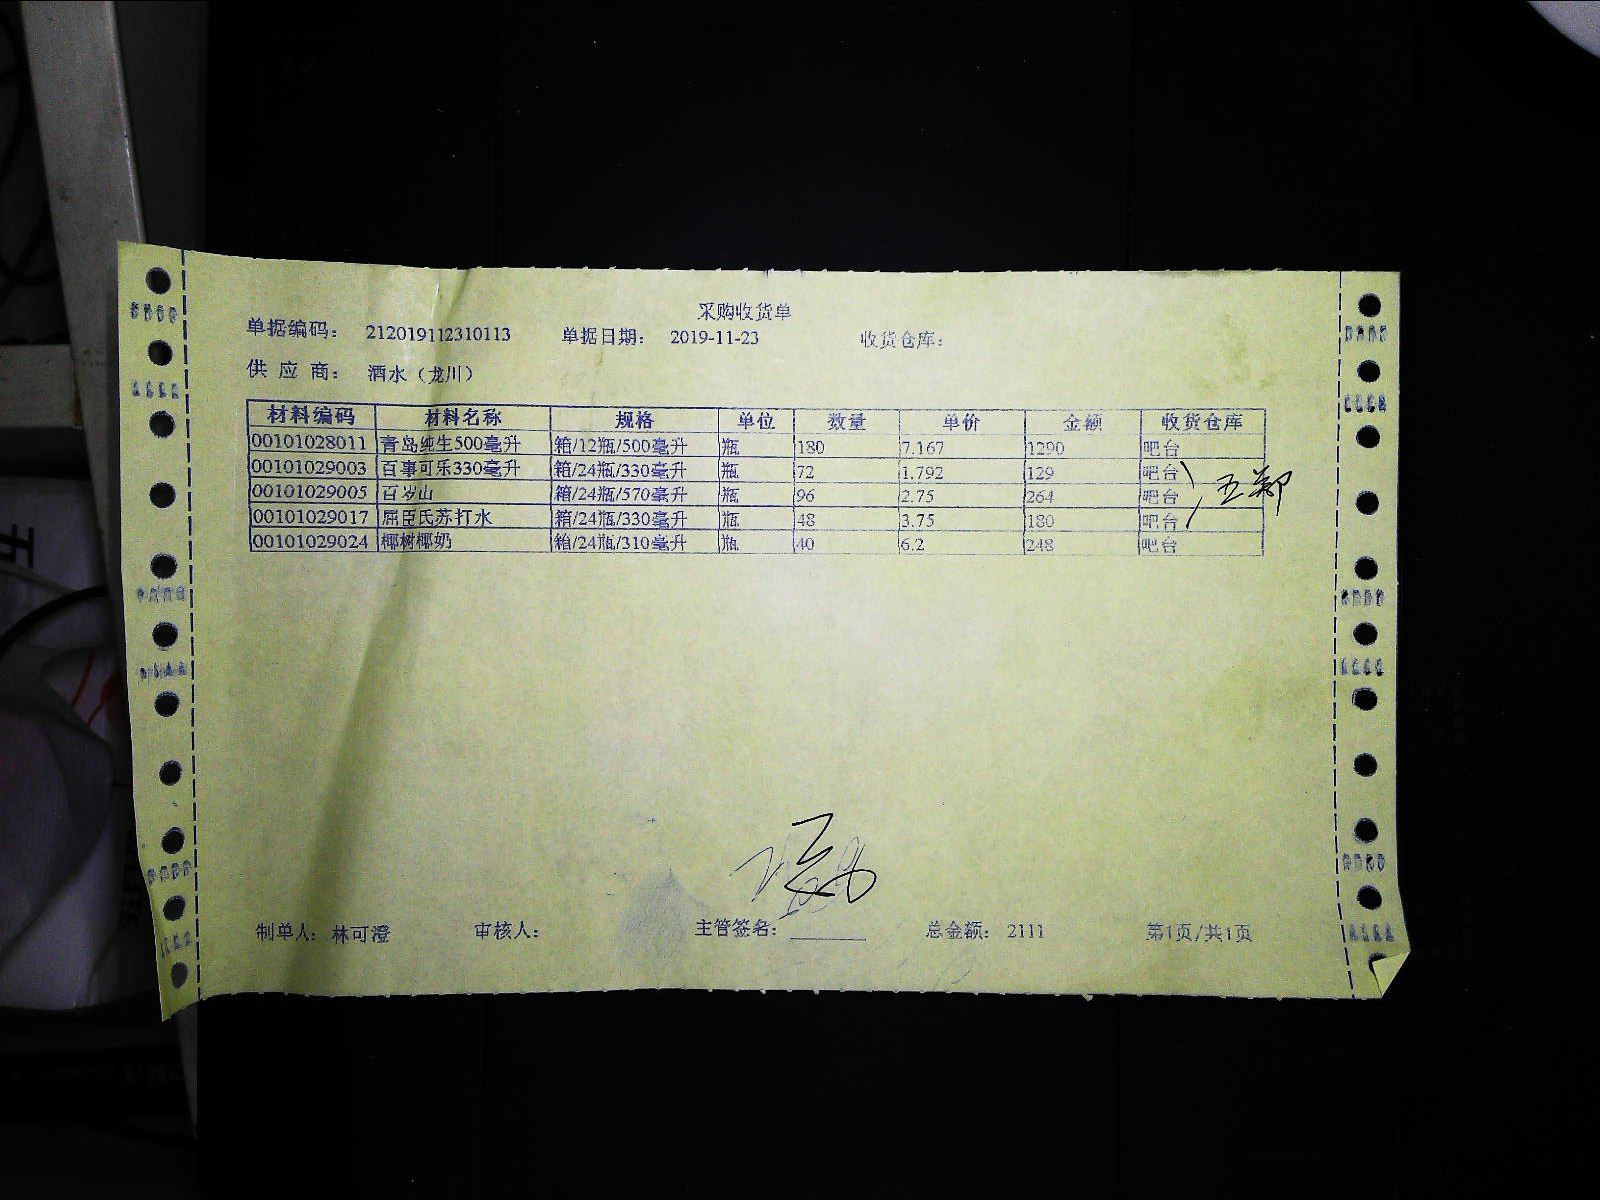 采购收货单
单据编码： 212019112310113 单据日期： 2019-11-23 收货仓库：
供 应 商： 酒水（龙川）
材料编码 材料名称 规格 单位 数量 单价 金额 收货仓库
00101028011 青岛纯生500毫升 箱/12瓶/500毫升 瓶 180 7.167 1290 吧台
00101029003 百事可乐330毫升 箱/24瓶/330毫升 瓶 72 1.792 129 吧台
00101029005 百岁山 箱/24瓶/570毫升 瓶 96 2.75 264 吧台
00101029017 屈臣氏苏打水 箱/24瓶/330毫升 瓶 48 3.75 180 吧台
00101029024 椰树椰奶 箱/24瓶/310毫升 瓶 40 6.2 248 吧台
制单人： 林可澄 审核人： 主管签名： 总金额： 2111 第1页/共1页